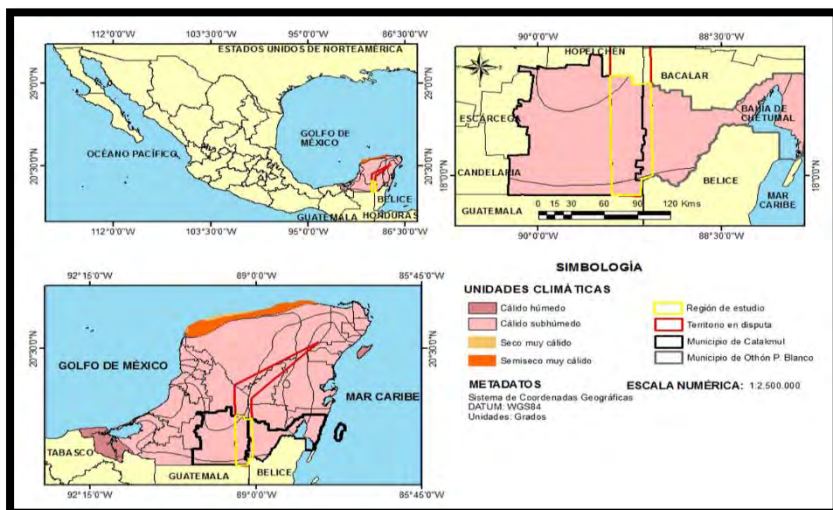 112°0'0"W 103°30'0"W 95°0'0"W 86°30'0"W
ESTADOS UNIDOS DE NORTEAMÉRICA
29°0'0"N
29°0'0"N
GOLFO DE
MÉXICO
OCÉANO PACÍFICO
20°30'0"N
20°30'0"N
BELICE
GUATEMALA
HONDURAS
112°0'0"W 103°30'0"W 95°0'0"W 86°30'0"W
90°0'0"W 88°30'0"W
HOPELCHEN
BACALAR
BAHÍA DE
CHETUMAL
ESCARCEGA
CANDELARIA
18°0'0"N
18°0'0"N
BELICE
MAR
CARIBE
GUATEMALA
0 15 30 60 90 120 Kms
90°0'0"W 88°30'0"W
92°15'0"W 89°0'0"W 85°45'0"W
20°30'0"N
20°30'0"N
GOLFO DE MÉXICO
MAR CARIBE
TABASCO
GUATEMALA
BELICE
92°15'0"W 89°0'0"W 85°45'0"W
SIMBOLOGÍA
UNIDADES CLIMÁTICAS
Cálido húmedo
Cálido subhúmedo
Seco muy cálido
Semiseco muy cálido
Región de estudio
Territorio en disputa
Municipio de Calakmul
Municipio de Othón P. Blanco
METADATOS
Sistema de Coordenadas Geográficas
DATUM: WGS84
Unidades: Grados
ESCALA NUMÉRICA: 1:2.500.000